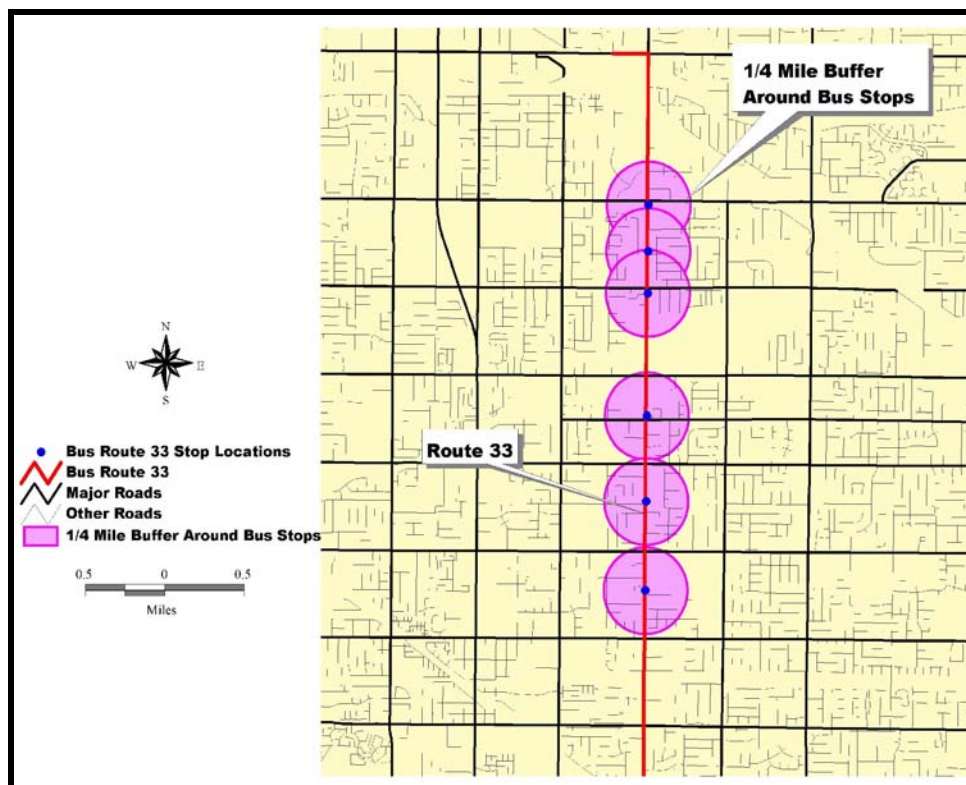 1/4 Mile Buffer
Around Bus Stops
N
W E
S
Route 33
Bus Route 33 Stop Locations
Bus Route 33
Major Roads
Other Roads
1/4 Mile Buffer Around Bus Stops
0.5 0 0.5
Miles